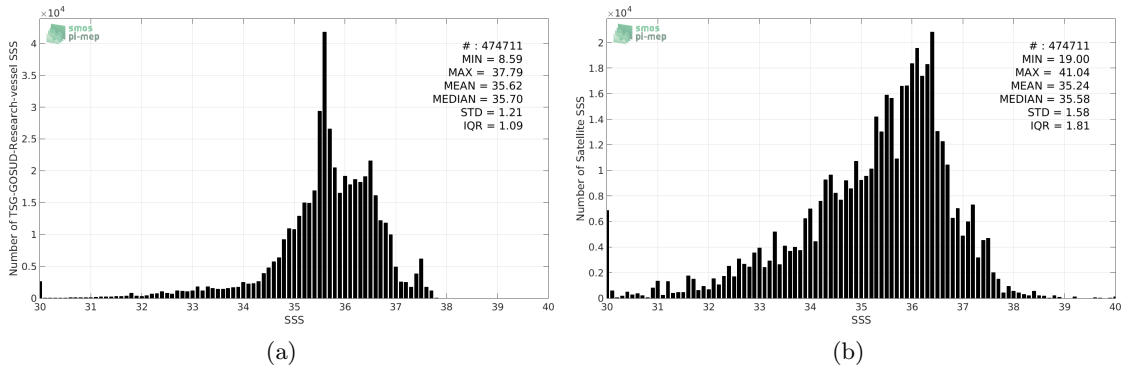 ×10⁴
smos
pi-mep
# : 474711
MIN = 8.59
MAX = 37.79
MEAN = 35.62
MEDIAN = 35.70
STD = 1.21
IQR = 1.09
Number of TSG-GOSUD-Research-vessel SSS
4
3.5
3
2.5
2
1.5
1
0.5
0
30 31 32 33 34 35 36 37 38 39 40
SSS
(a)
×10⁴
smos
pi-mep
# : 474711
MIN = 19.00
MAX = 41.04
MEAN = 35.24
MEDIAN = 35.58
STD = 1.58
IQR = 1.81
Number of Satellite SSS
2
1.8
1.6
1.4
1.2
1
0.8
0.6
0.4
0.2
0
30 31 32 33 34 35 36 37 38 39 40
SSS
(b)